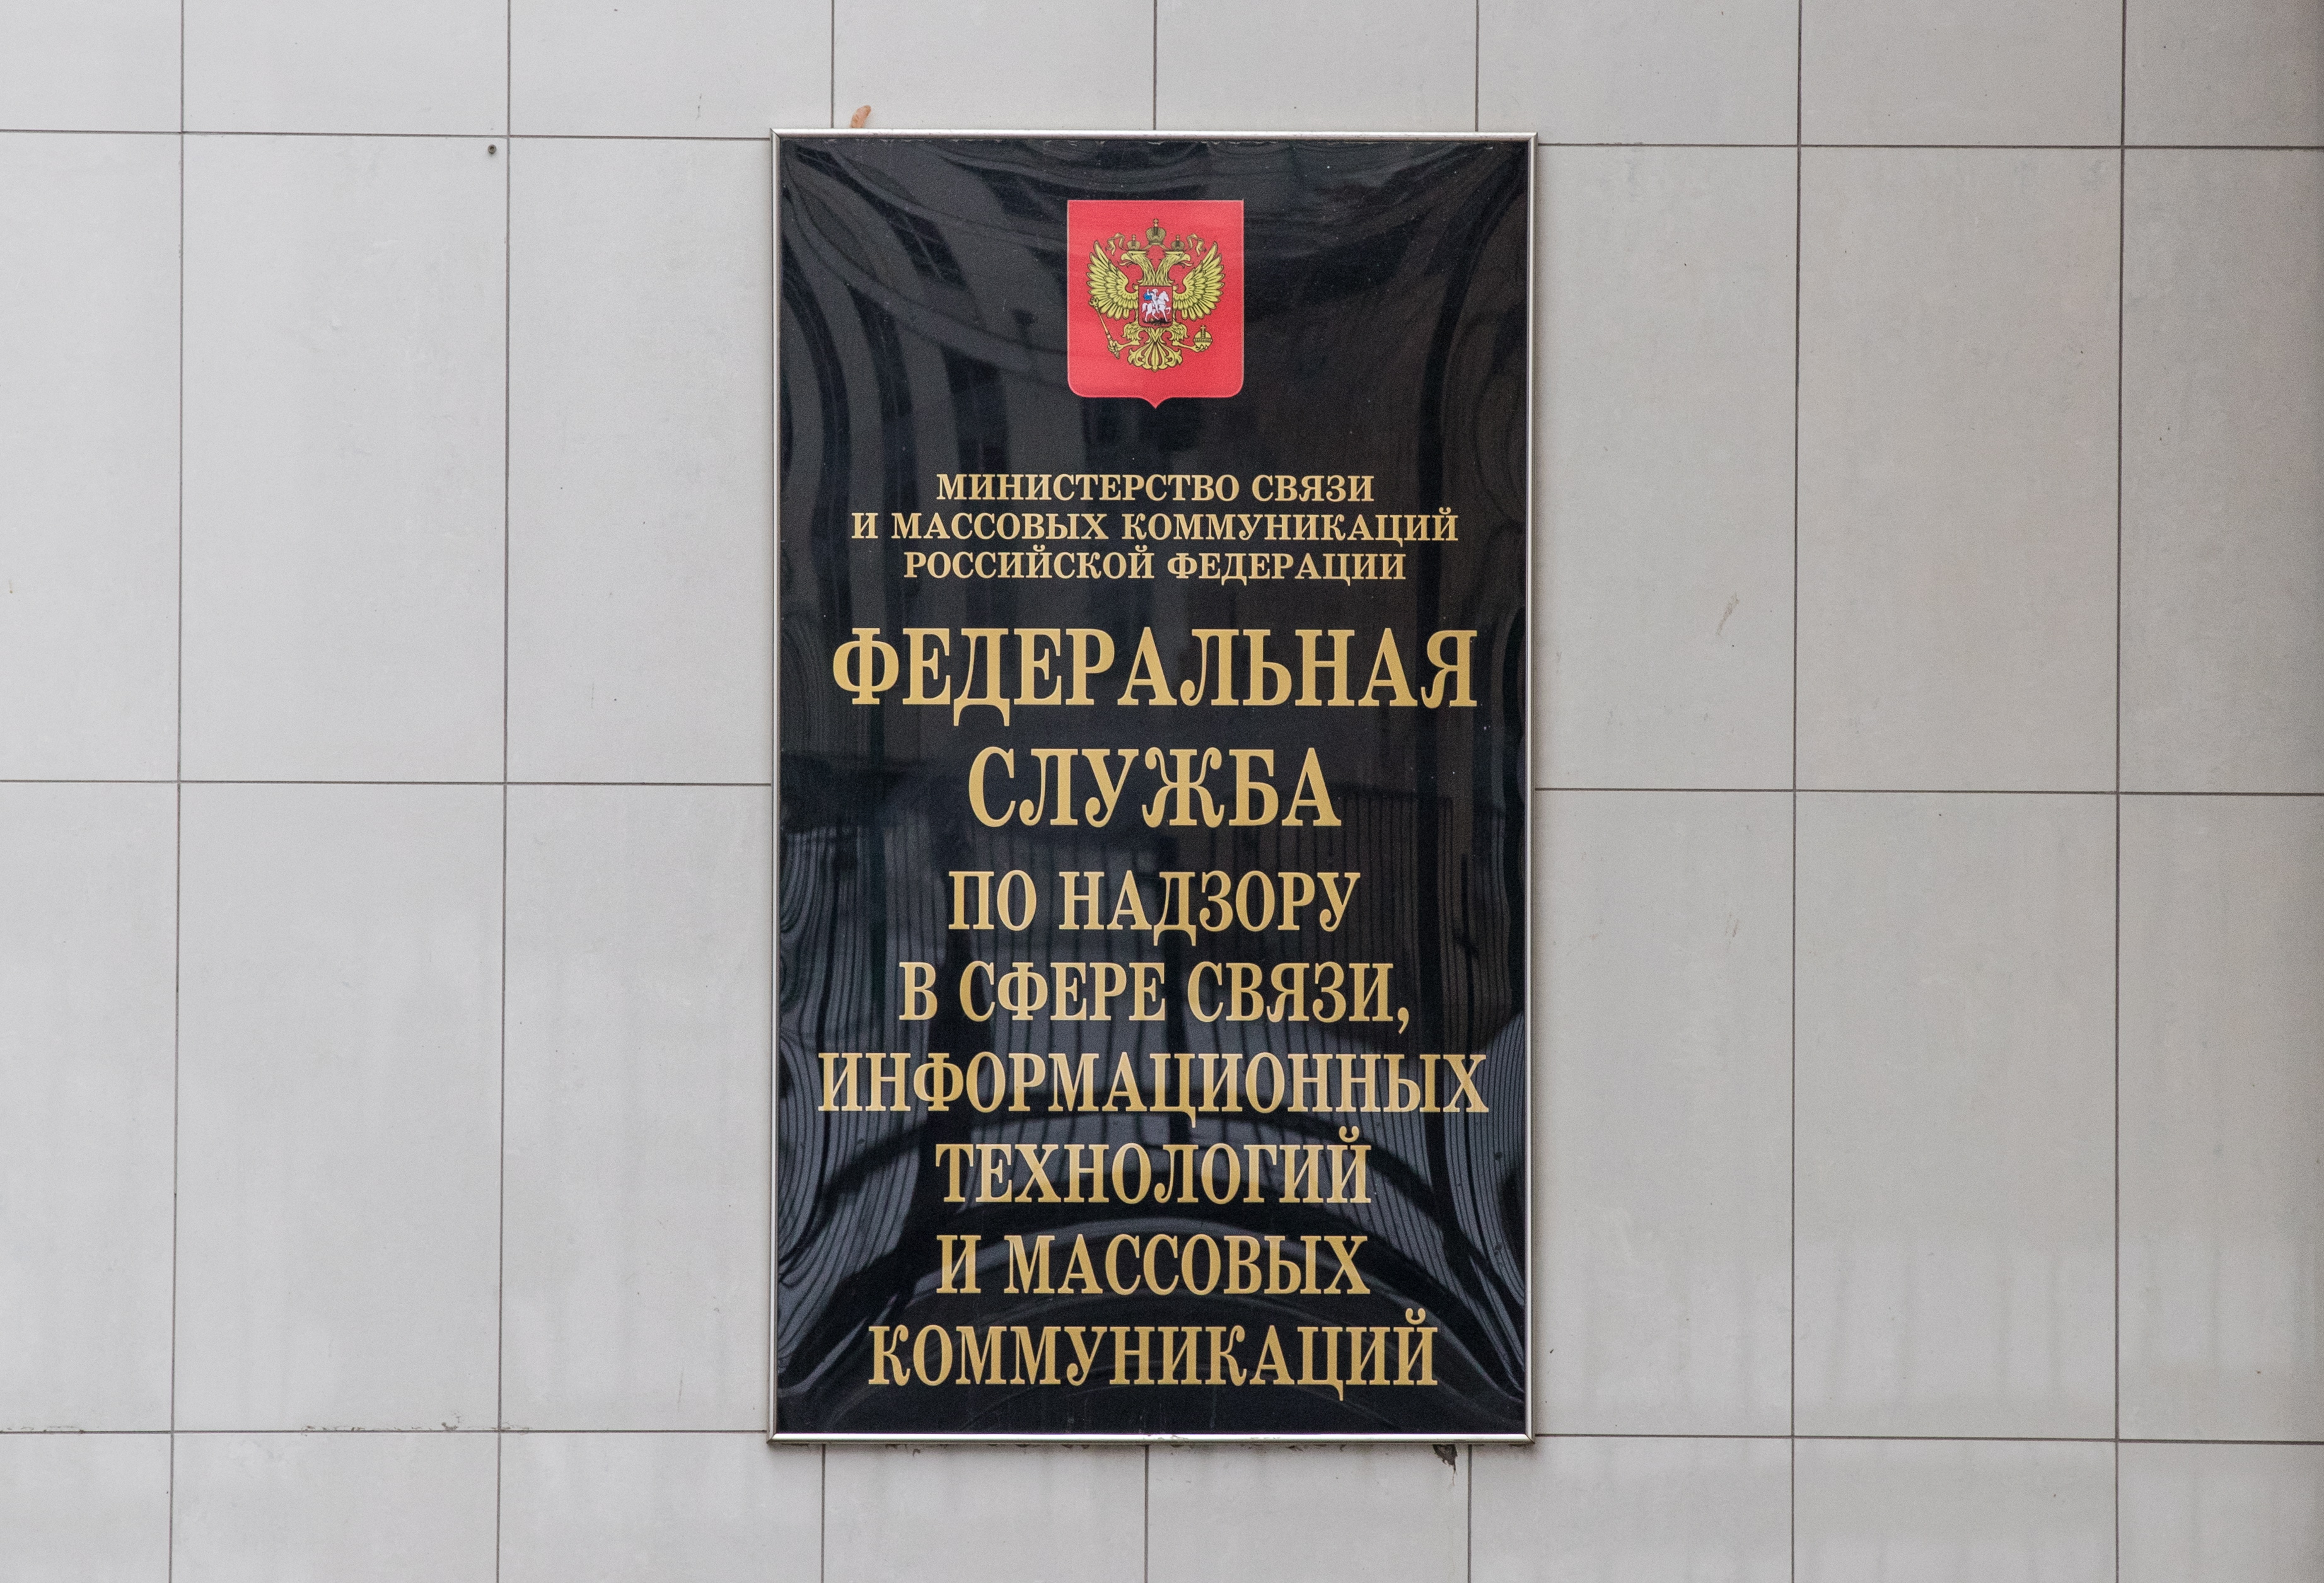 МИНИСТЕРСТВО СВЯЗИ
И МАССОВЫХ КОММУНИКАЦИЙ
РОССИЙСКОЙ ФЕДЕРАЦИИ
ФЕДЕРАЛЬНАЯ
СЛУЖБА
ПО НАДЗОРУ
В СФЕРЕ СВЯЗИ,
ИНФОРМАЦИОННЫХ
ТЕХНОЛОГИЙ
И МАССОВЫХ
КОММУНИКАЦИЙ